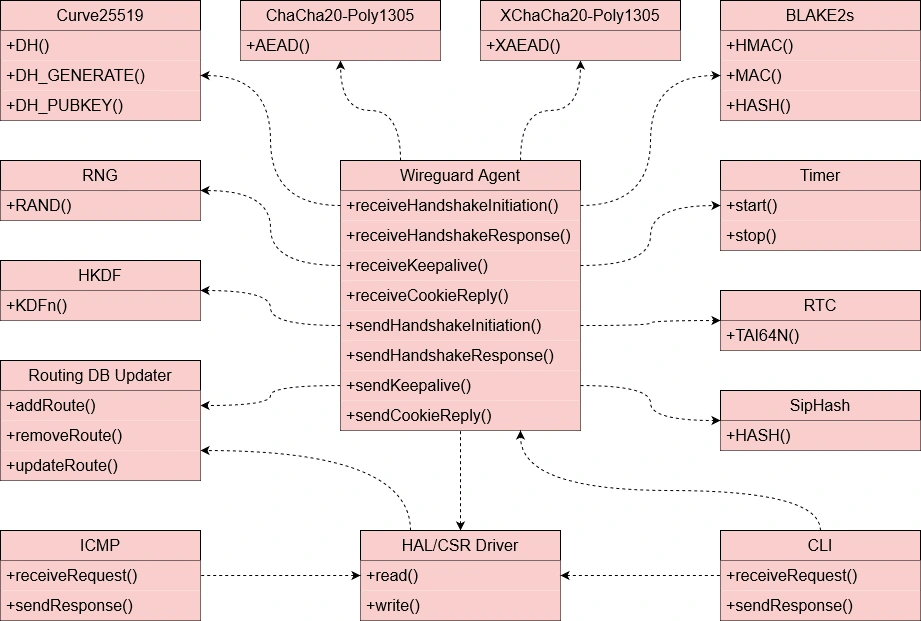 Curve25519
+DH()
+DH_GENERATE()
+DH_PUBKEY()
ChaCha20-Poly1305
+AEAD()
XChaCha20-Poly1305
+XAEAD()
BLAKE2s
+HMAC()
+MAC()
+HASH()
RNG
+RAND()
Wireguard Agent
+receiveHandshakeInitiation()
+receiveHandshakeResponse()
+receiveKeepalive()
+receiveCookieReply()
+sendHandshakeInitiation()
+sendHandshakeResponse()
+sendKeepalive()
+sendCookieReply()
Timer
+start()
+stop()
HKDF
+KDFn()
RTC
+TAI64N()
Routing DB Updater
+addRoute()
+removeRoute()
+updateRoute()
SipHash
+HASH()
ICMP
+receiveRequest()
+sendResponse()
HAL/CSR Driver
+read()
+write()
CLI
+receiveRequest()
+sendResponse()